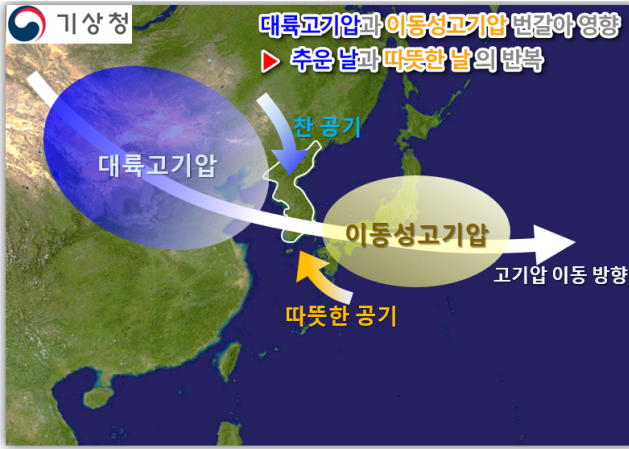 기상청
대륙고기압과 이동성고기압 번갈아 영향
▶ 추운 날과 따뜻한 날 의 반복
찬 공기
대륙고기압
이동성고기압
고기압 이동 방향
따뜻한 공기